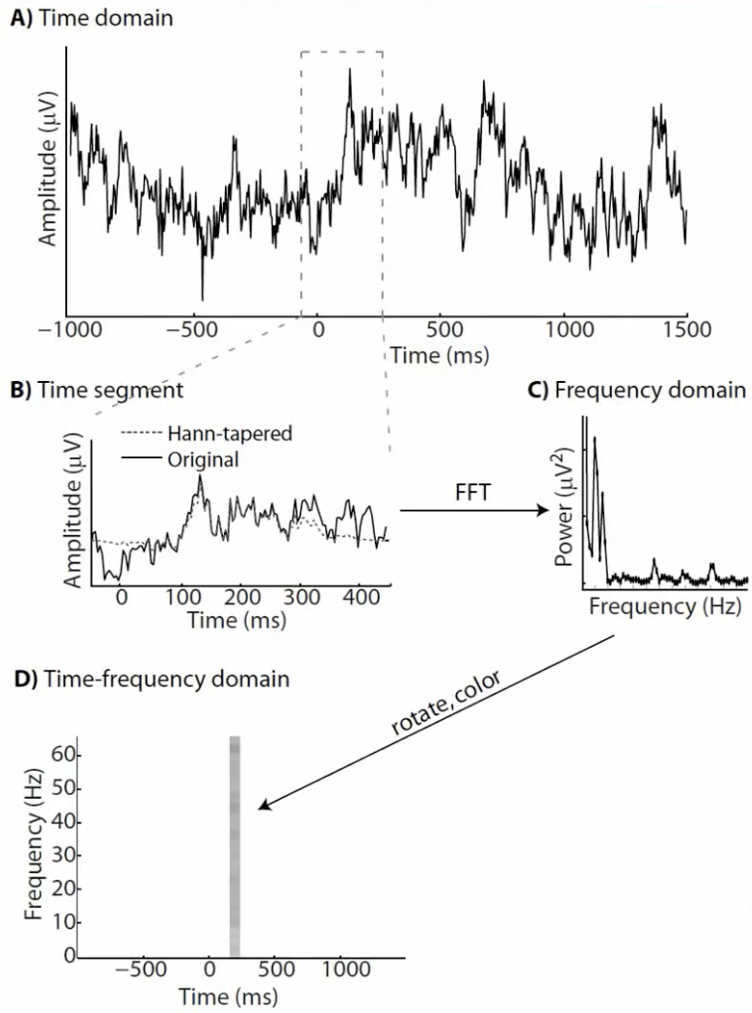 A) Time domain
Amplitude (μV)
−1000 −500 0 500 1000 1500
Time (ms)
B) Time segment
Hann-tapered
Original
Amplitude (μV)
0 100 200 300 400
Time (ms)
FFT
C) Frequency domain
Power (μV²)
Frequency (Hz)
rotate, color
D) Time-frequency domain
Frequency (Hz)
60
50
40
30
20
10
0
−500 0 500 1000
Time (ms)